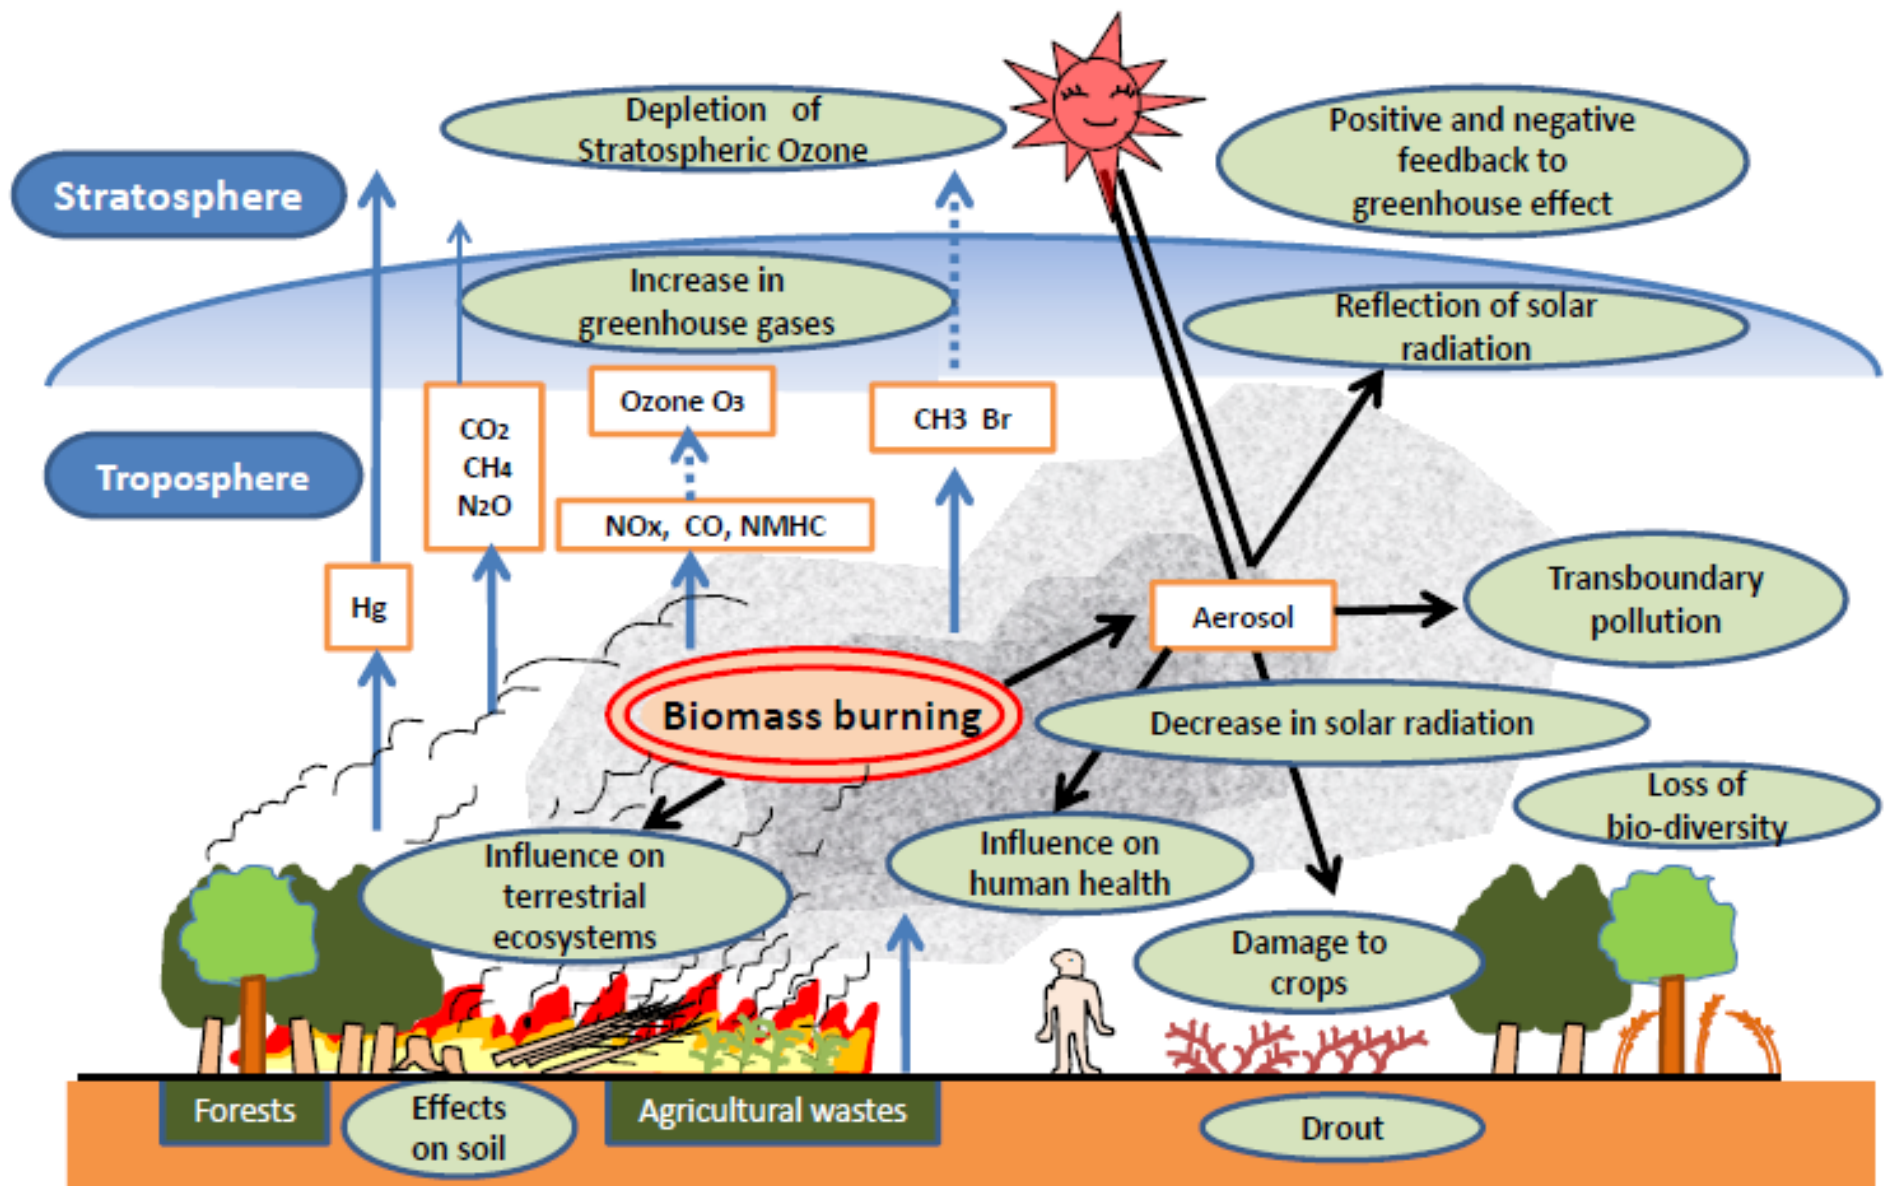 Depletion of
Stratospheric Ozone
Positive and negative
feedback to
greenhouse effect
Stratosphere
Increase in
greenhouse gases
Reflection of solar
radiation
Ozone O3
CH3 Br
CO2
CH4
N2O
Troposphere
NOx, CO, NMHC
Hg
Aerosol
Transboundary
pollution
Biomass burning
Decrease in solar radiation
Loss of
bio-diversity
Influence on
terrestrial
ecosystems
Influence on
human health
Damage to
crops
Forests
Effects
on soil
Agricultural wastes
Drout